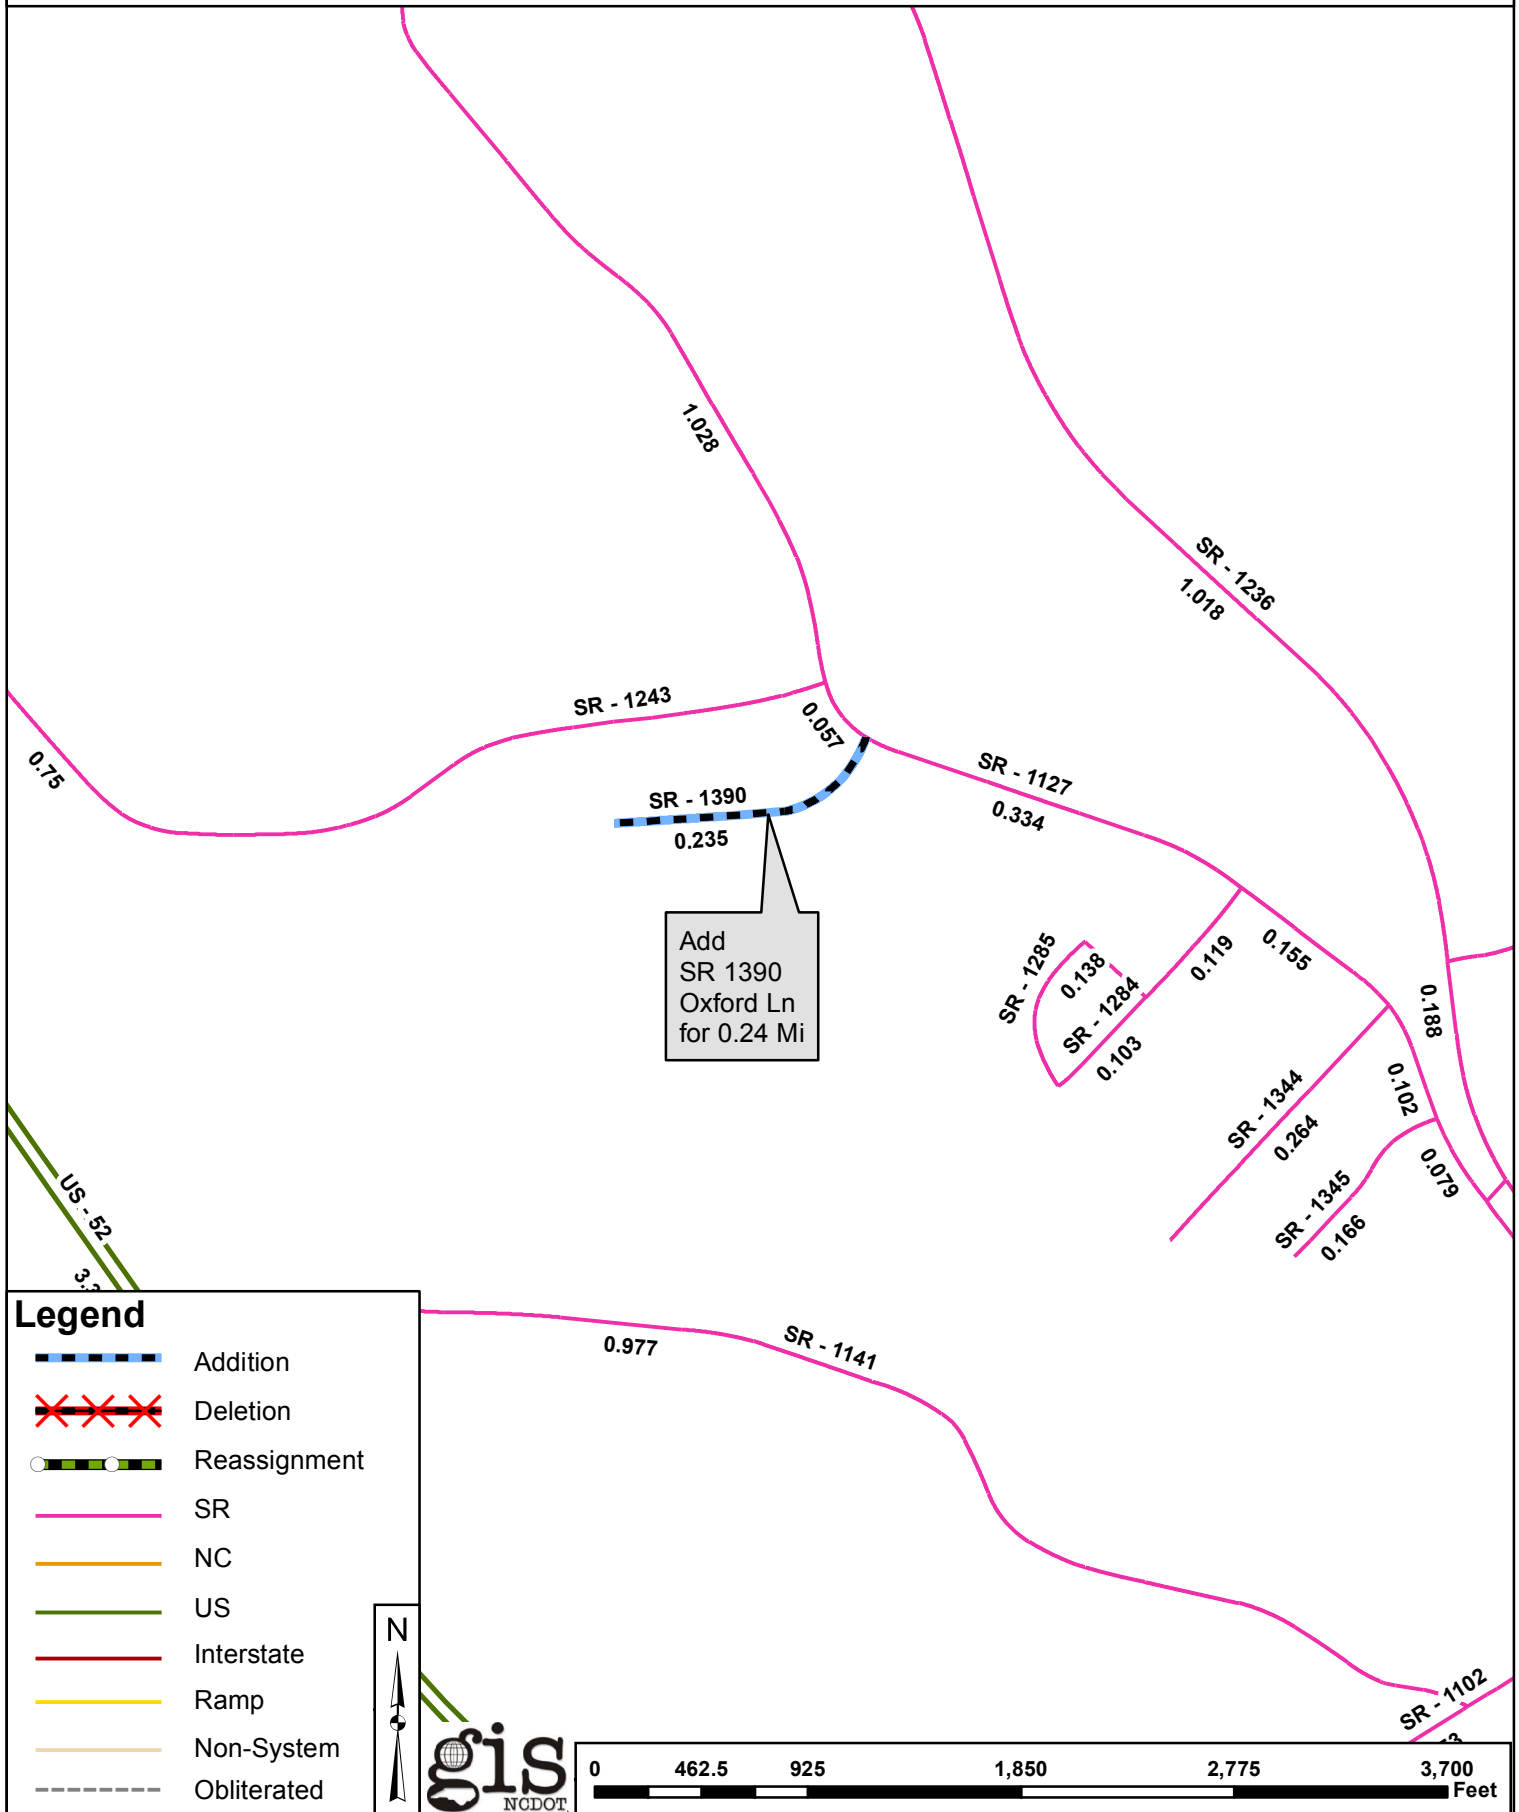 1.028
SR - 1236
1.018
SR - 1243
0.057
0.75
SR - 1127
0.334
SR - 1390
0.235
Add
SR 1390
Oxford Ln
for 0.24 Mi
SR - 1285
0.138
SR - 1284
0.103
0.119
0.155
0.188
SR - 1344
0.264
0.102
0.079
SR - 1345
0.166
US - 52
0.977
SR - 1141
SR - 1102
Legend
Addition
Deletion
Reassignment
SR
NC
US
Interstate
Ramp
Non-System
Obliterated
N
gis
NCDOT
0 462.5 925 1,850 2,775 3,700
Feet